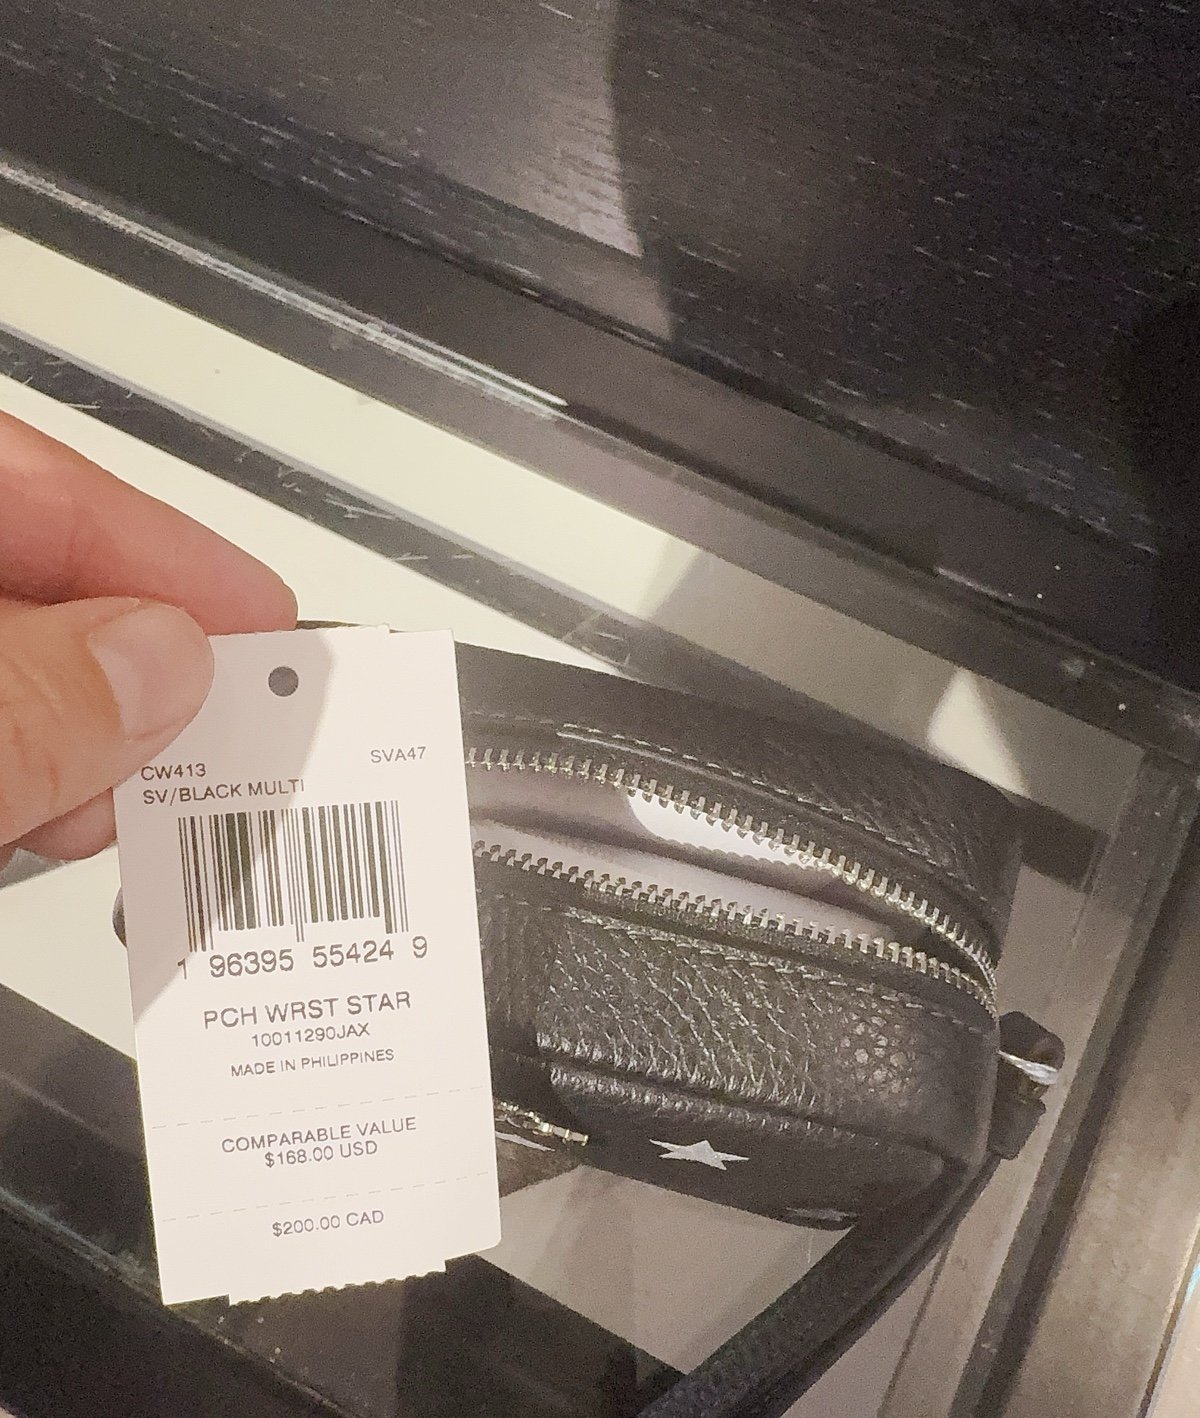 CW413 SVA47
SV/BLACK MULTI
1 96395 55424 9
PCH WRST STAR
10011290JAX
MADE IN PHILIPPINES
COMPARABLE VALUE
$168.00 USD
$200.00 CAD